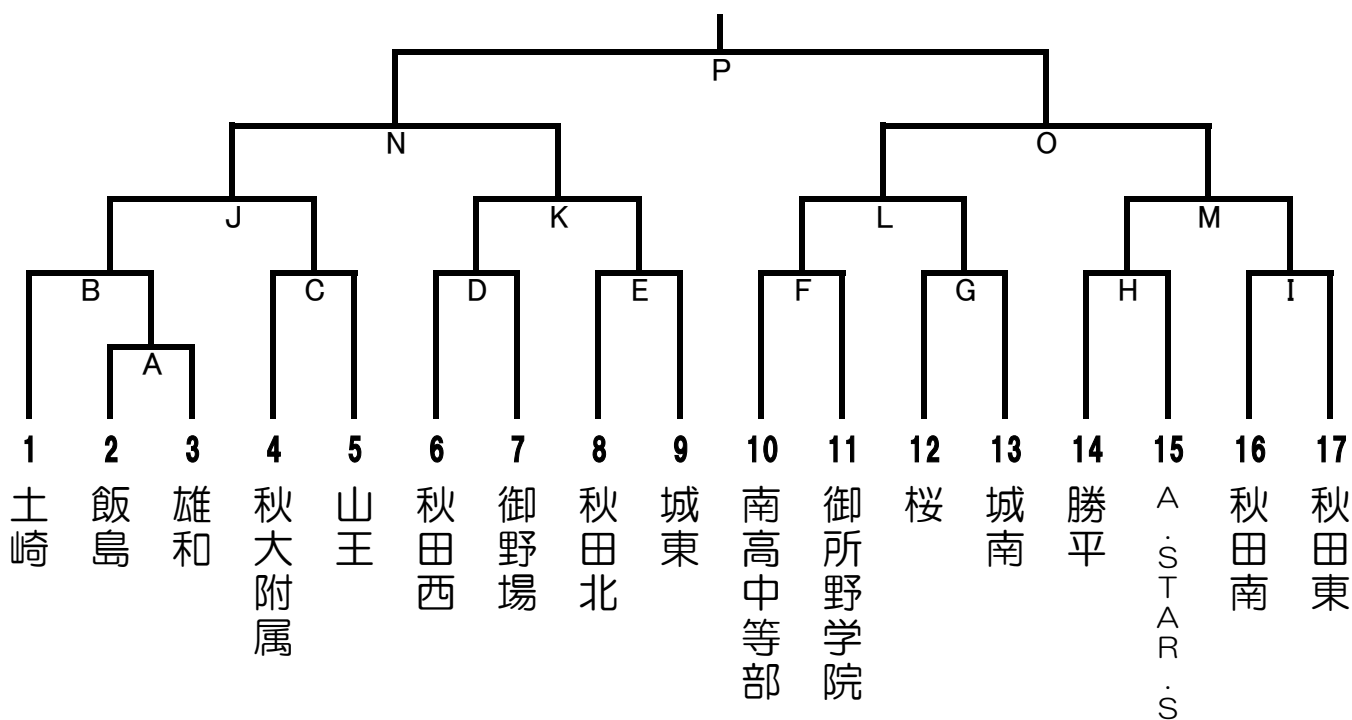 P
N O
J K L M
B C D E F G H I
A
1 2 3 4 5 6 7 8 9 10 11 12 13 14 15 16 17
土崎
飯島
雄和
秋大附属
山王
秋田西
御野場
秋田北
城東
南高中等部
御所野学院
桜
城南
勝平
A.STAR.S
秋田南
秋田東